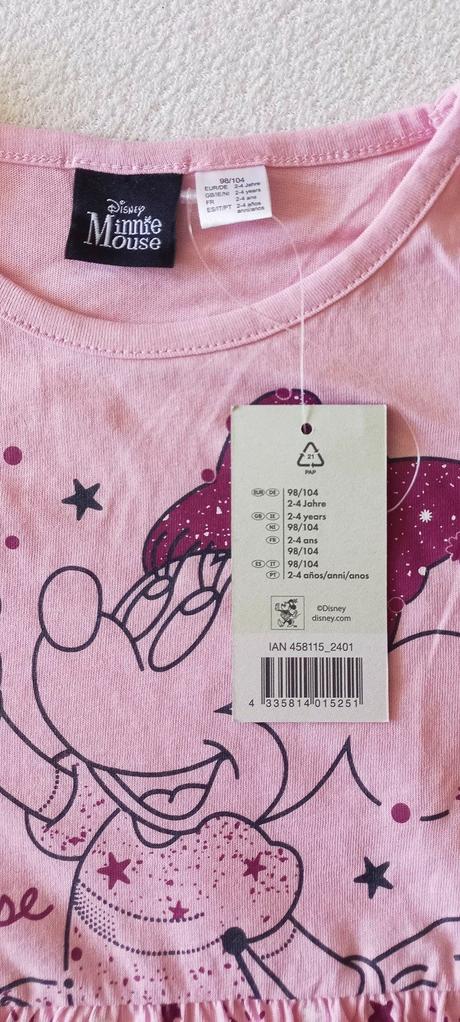 Disney
Minnie
Mouse
98/104
EUR/DE 2-4 Jahre
GB/IE/NI 2-4 years
FR 2-4 ans
ES/IT/PT 2-4 años
anni/anos
21
PAP
EUR DE 98/104
2-4 Jahre
GB IE 2-4 years
NI 98/104
FR 2-4 ans
98/104
ES IT 98/104
PT 2-4 años/anni/anos
©Disney
disney.com
IAN 458115_2401
4 335814 015251
se